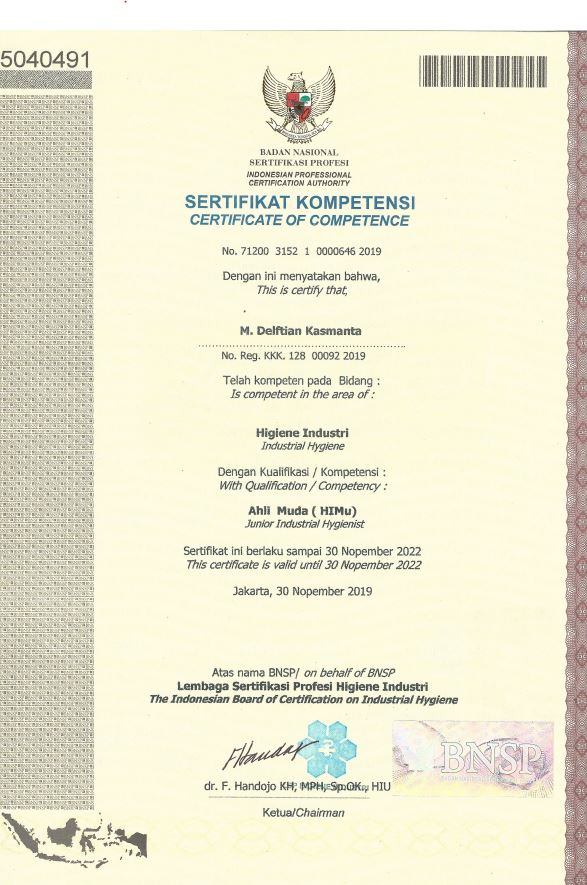 5040491
BADAN NASIONAL
SERTIFIKASI PROFESI
INDONESIAN PROFESSIONAL
CERTIFICATION AUTHORITY
SERTIFIKAT KOMPETENSI
CERTIFICATE OF COMPETENCE
No. 71200 3152 1 0000646 2019
Dengan ini menyatakan bahwa,
This is certify that,
M. Delftian Kasmanta
No. Reg. KKK. 128 00092 2019
Telah kompeten pada Bidang :
Is competent in the area of :
Higiene Industri
Industrial Hygiene
Dengan Kualifikasi / Kompetensi :
With Qualification / Competency :
Ahli Muda ( HIMu)
Junior Industrial Hygienist
Sertifikat ini berlaku sampai 30 Nopember 2022
This certificate is valid until 30 Nopember 2022
Jakarta, 30 Nopember 2019
Atas nama BNSP/ on behalf of BNSP
Lembaga Sertifikasi Profesi Higiene Industri
The Indonesian Board of Certification on Industrial Hygiene
BNSP
dr. F. Handojo KH, MPH, Sp.OK., HIU
Ketua/Chairman